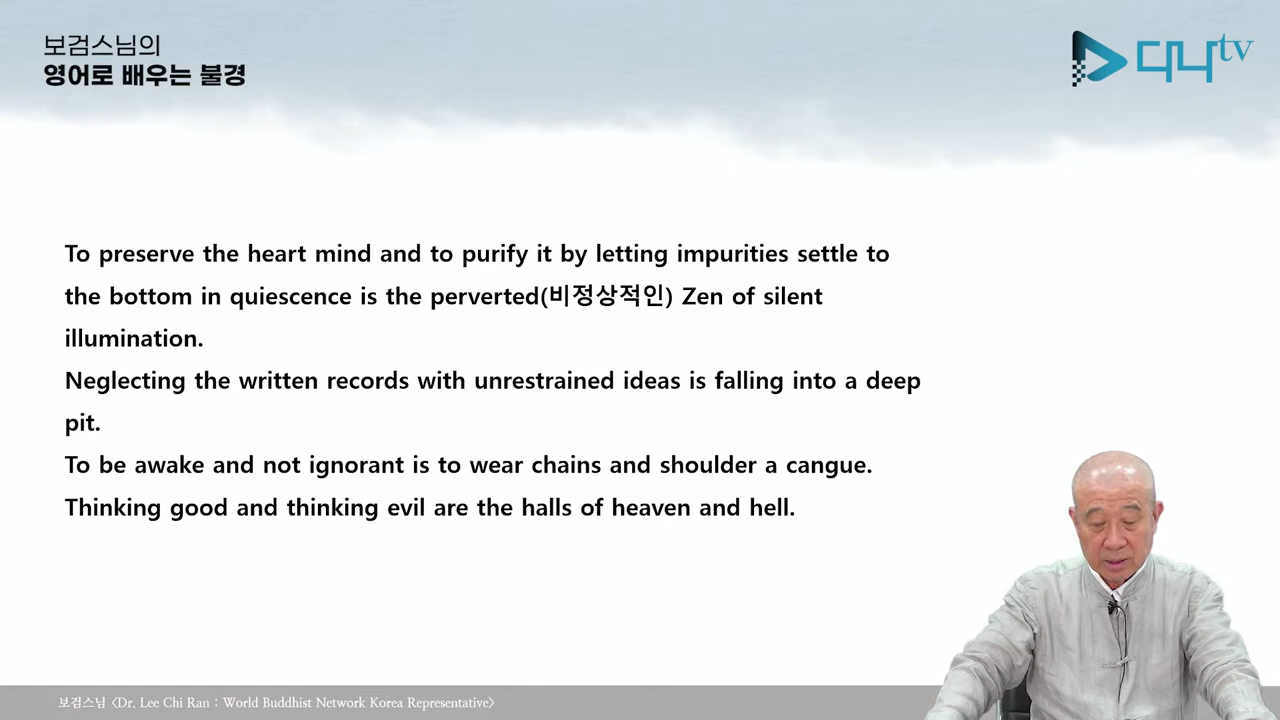 보검스님의
영어로 배우는 불경
디나tv
To preserve the heart mind and to purify it by letting impurities settle to
the bottom in quiescence is the perverted(비정상적인) Zen of silent
illumination.
Neglecting the written records with unrestrained ideas is falling into a deep
pit.
To be awake and not ignorant is to wear chains and shoulder a cangue.
Thinking good and thinking evil are the halls of heaven and hell.
보검스님 <Dr. Lee Chi Ran : World Buddhist Network Korea Representative>